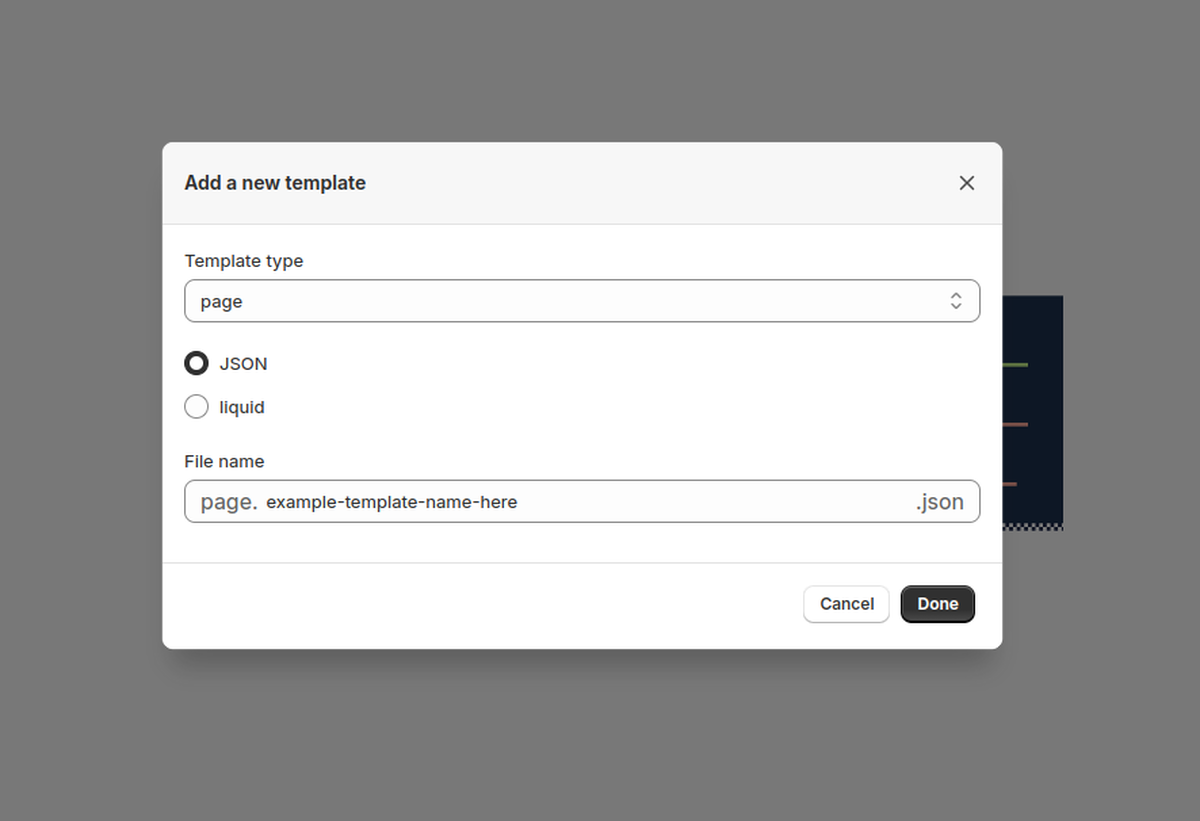 Add a new template
Template type
page
JSON
liquid
File name
page. example-template-name-here .json
Cancel Done